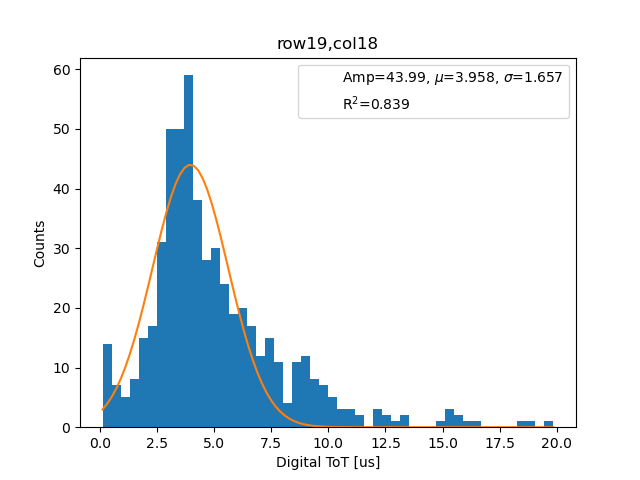 row19,col18
Amp=43.99, μ=3.958, σ=1.657
R²=0.839
60
50
40
30
20
10
0
Counts
0.0 2.5 5.0 7.5 10.0 12.5 15.0 17.5 20.0
Digital ToT [us]